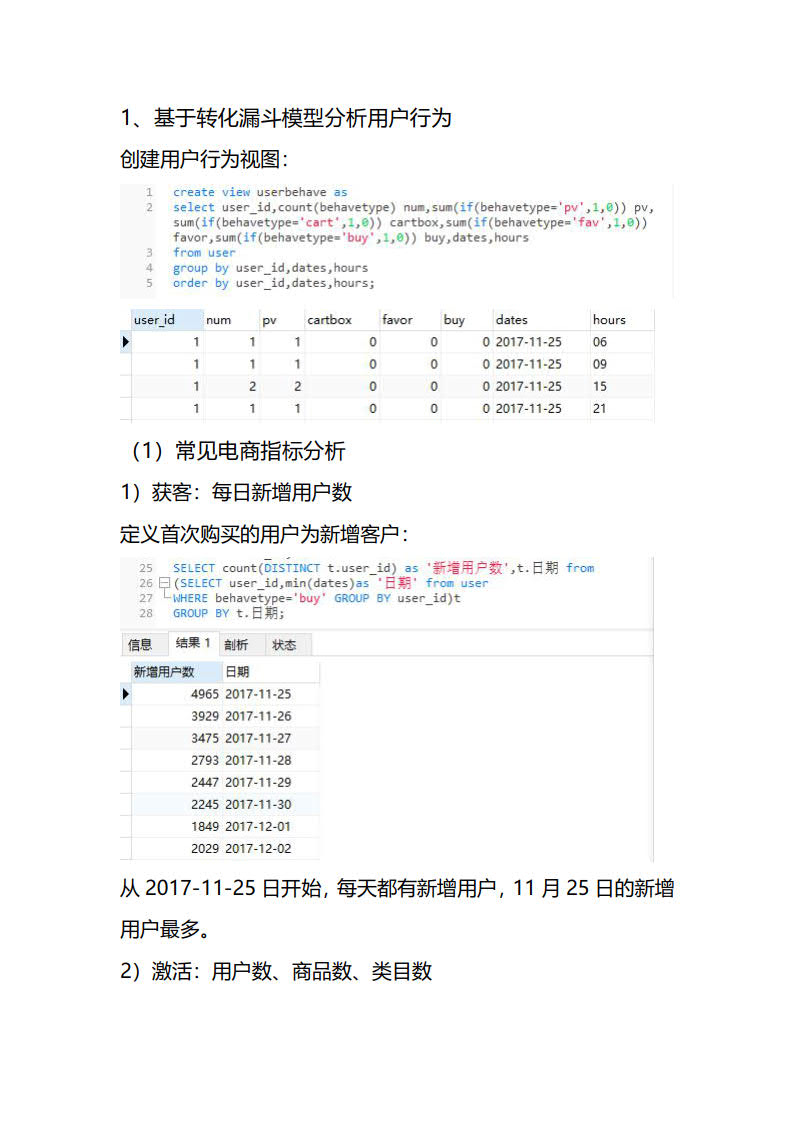 1、基于转化漏斗模型分析用户行为
创建用户行为视图：
1 create view userbehave as
2 select user_id,count(behavetype) num,sum(if(behavetype='pv',1,0)) pv,
sum(if(behavetype='cart',1,0)) cartbox,sum(if(behavetype='fav',1,0))
favor,sum(if(behavetype='buy',1,0)) buy,dates,hours
3 from user
4 group by user_id,dates,hours
5 order by user_id,dates,hours;
user_id num pv cartbox favor buy dates hours
1 1 1 0 0 0 2017-11-25 06
1 1 1 0 0 0 2017-11-25 09
1 2 2 0 0 0 2017-11-25 15
1 1 1 0 0 0 2017-11-25 21
（1）常见电商指标分析
1）获客：每日新增用户数
定义首次购买的用户为新增客户：
25 SELECT count(DISTINCT t.user_id) as '新增用户数',t.日期 from
26 (SELECT user_id,min(dates)as '日期' from user
27 WHERE behavetype='buy' GROUP BY user_id)t
28 GROUP BY t.日期;
信息 结果 1 剖析 状态
新增用户数 日期
4965 2017-11-25
3929 2017-11-26
3475 2017-11-27
2793 2017-11-28
2447 2017-11-29
2245 2017-11-30
1849 2017-12-01
2029 2017-12-02
从 2017-11-25 日开始，每天都有新增用户，11 月 25 日的新增
用户最多。
2）激活：用户数、商品数、类目数